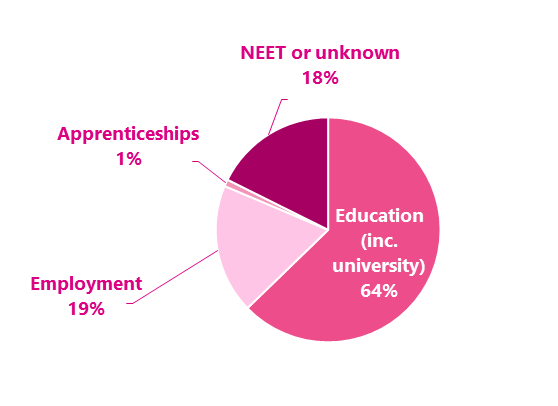 NEET or unknown
18%
Apprenticeships
1%
Education
(inc.
university)
64%
Employment
19%